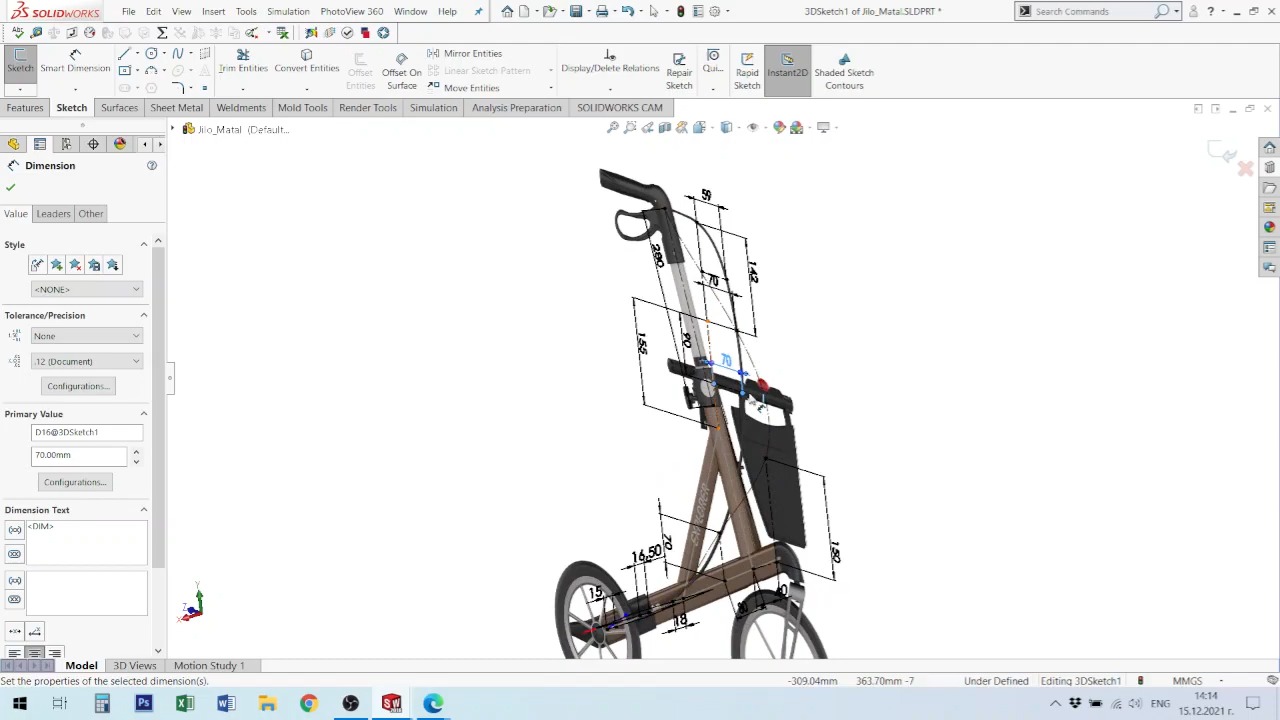 SOLIDWORKS File Edit View Insert Tools Simulation PhotoView 360 Window Help 3DSketch1 of Jilo_Matal.SLDPRT * Search Commands
Sketch Smart Dimension Trim Entities Convert Entities Offset Entities Offset On Surface Mirror Entities Linear Sketch Pattern Move Entities Display/Delete Relations Repair Sketch Qui... Rapid Sketch Instant2D Shaded Sketch Contours
Features Sketch Surfaces Sheet Metal Weldments Mold Tools Render Tools Simulation Analysis Preparation SOLIDWORKS CAM
Jilo_Matal (Default...
Dimension
Value Leaders Other
Style
<NONE>
Tolerance/Precision
None
.12 (Document)
Configurations...
Primary Value
D16@3DSketch1
70.00mm
Configurations...
Dimension Text
<DIM>
59
280
142
70
155
90
70
EXPLORER
150
70
16,50
15
18
40
Y
Z
X
Model 3D Views Motion Study 1
Set the properties of the selected dimension(s). -309.04mm 363.70mm -7 Under Defined Editing 3DSketch1 MMGS
ENG 14:14
15.12.2021 г.